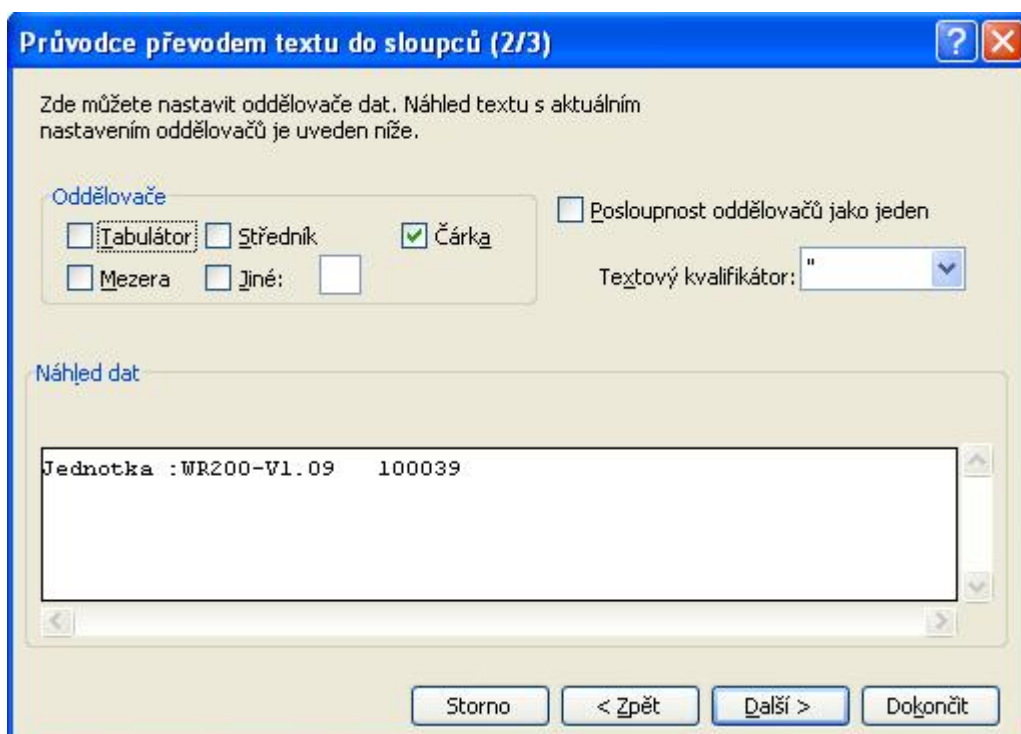 Průvodce převodem textu do sloupců (2/3)
Zde můžete nastavit oddělovače dat. Náhled textu s aktuálním
nastavením oddělovačů je uveden níže.
Oddělovače
Tabulátor Středník Čárka
Mezera Jiné:
Posloupnost oddělovačů jako jeden
Textový kvalifikátor: "
Náhled dat
Jednotka :WR200-V1.09 100039
Storno < Zpět Další > Dokončit